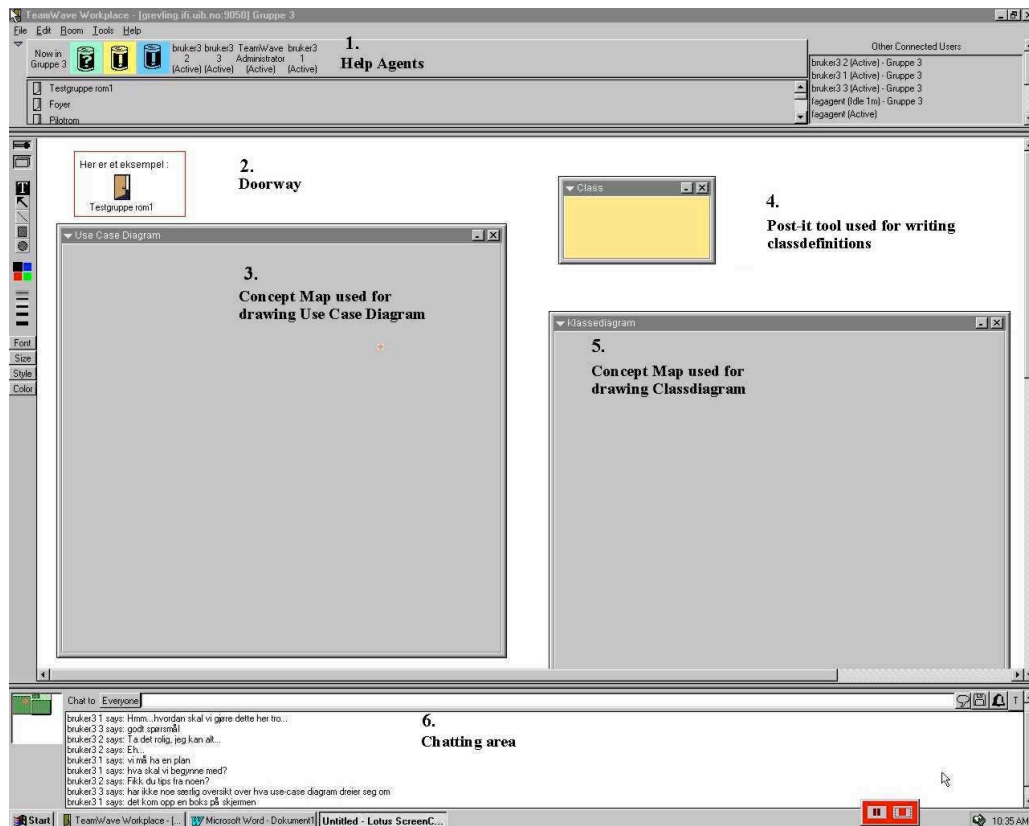 TeamWave Workplace - [grevling.ifi.uib.no:9050] Gruppe 3
File Edt Room Tools Help
Now in
Gruppe 3
bruker3 bruker3 TeamWave bruker3
2 3 Administrator 1
(Active) (Active) (Active) (Active)
1.
Help Agents
Other Connected Users
bruker3 2 (Active) - Gruppe 3
bruker3 1 (Active) - Gruppe 3
bruker3 3 (Active) - Gruppe 3
fagagent (Idle 1m) - Gruppe 3
fagagent (Active)
Testgruppe rom1
Foyer
Pilotrom
Her er et eksempel :
Testgruppe rom1
2.
Doorway
Class
4.
Post-it tool used for writing
classdefinitions
Use Case Diagram
3.
Concept Map used for
drawing Use Case Diagram
Klassediagram
5.
Concept Map used for
drawing Classdiagram
T
Font
Size
Style
Color
Chat to Everyone
T
bruker3 1 says: Hmm...hvordan skal vi gjøre dette her tro...
bruker3 3 says: godt spørsmål
bruker3 2 says: Ta det rolig, jeg kan alt...
bruker3 2 says: Eh...
bruker3 1 says: vi må ha en plan
bruker3 1 says: hva skal vi begynne med?
bruker3 2 says: Fikk du tips fra noen?
bruker3 3 says: har ikke noe særlig oversikt over hva use-case diagram dreier seg om
bruker3 1 says: det kom opp en boks på skjermen
6.
Chatting area
Start TeamWave Workplace - [... Microsoft Word - Dokument1 Untitled - Lotus ScreenC... 10:35 AM